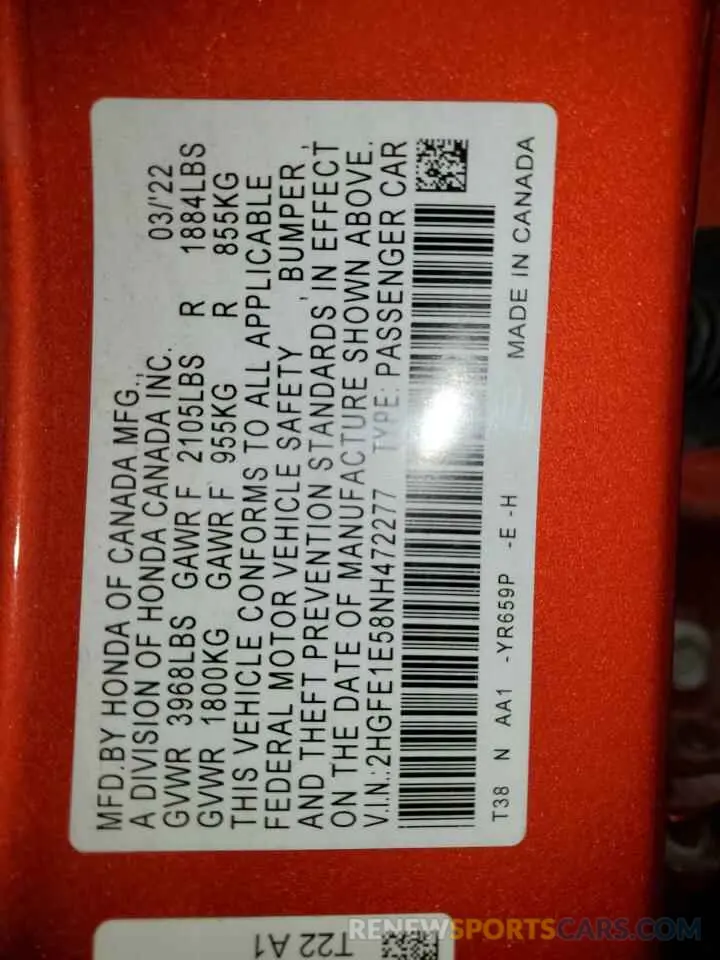 MFD.BY HONDA OF CANADA MFG.,
A DIVISION OF HONDA CANADA INC. 03/'22
GVWR 3968LBS GAWR F 2105LBS R 1884LBS
GVWR 1800KG GAWR F 955KG R 855KG
THIS VEHICLE CONFORMS TO ALL APPLICABLE
FEDERAL MOTOR VEHICLE SAFETY, BUMPER,
AND THEFT PREVENTION STANDARDS IN EFFECT
ON THE DATE OF MANUFACTURE SHOWN ABOVE.
V.I.N.:2HGFE1E58NH472277 TYPE: PASSENGER CAR
T38 N AA1 -YR659P -E -H MADE IN CANADA
T22 A1
RENEWSPORTSCARS.COM